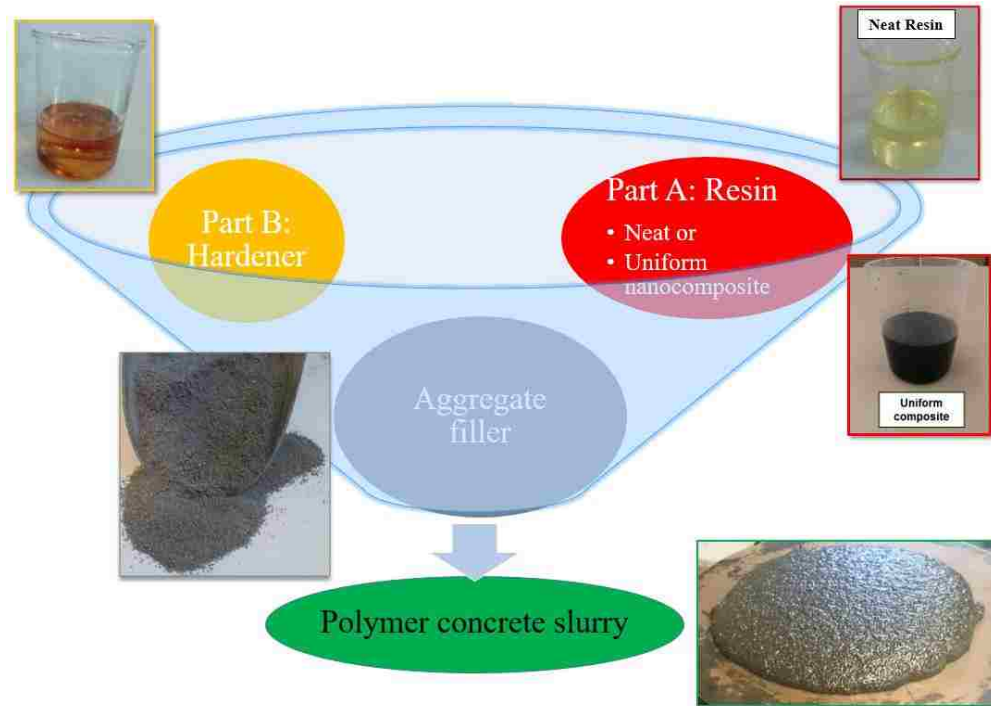 Neat Resin
Part B:
Hardener
Part A: Resin
• Neat or
• Uniform
nanocomposite
Uniform
composite
Aggregate
filler
Polymer concrete slurry